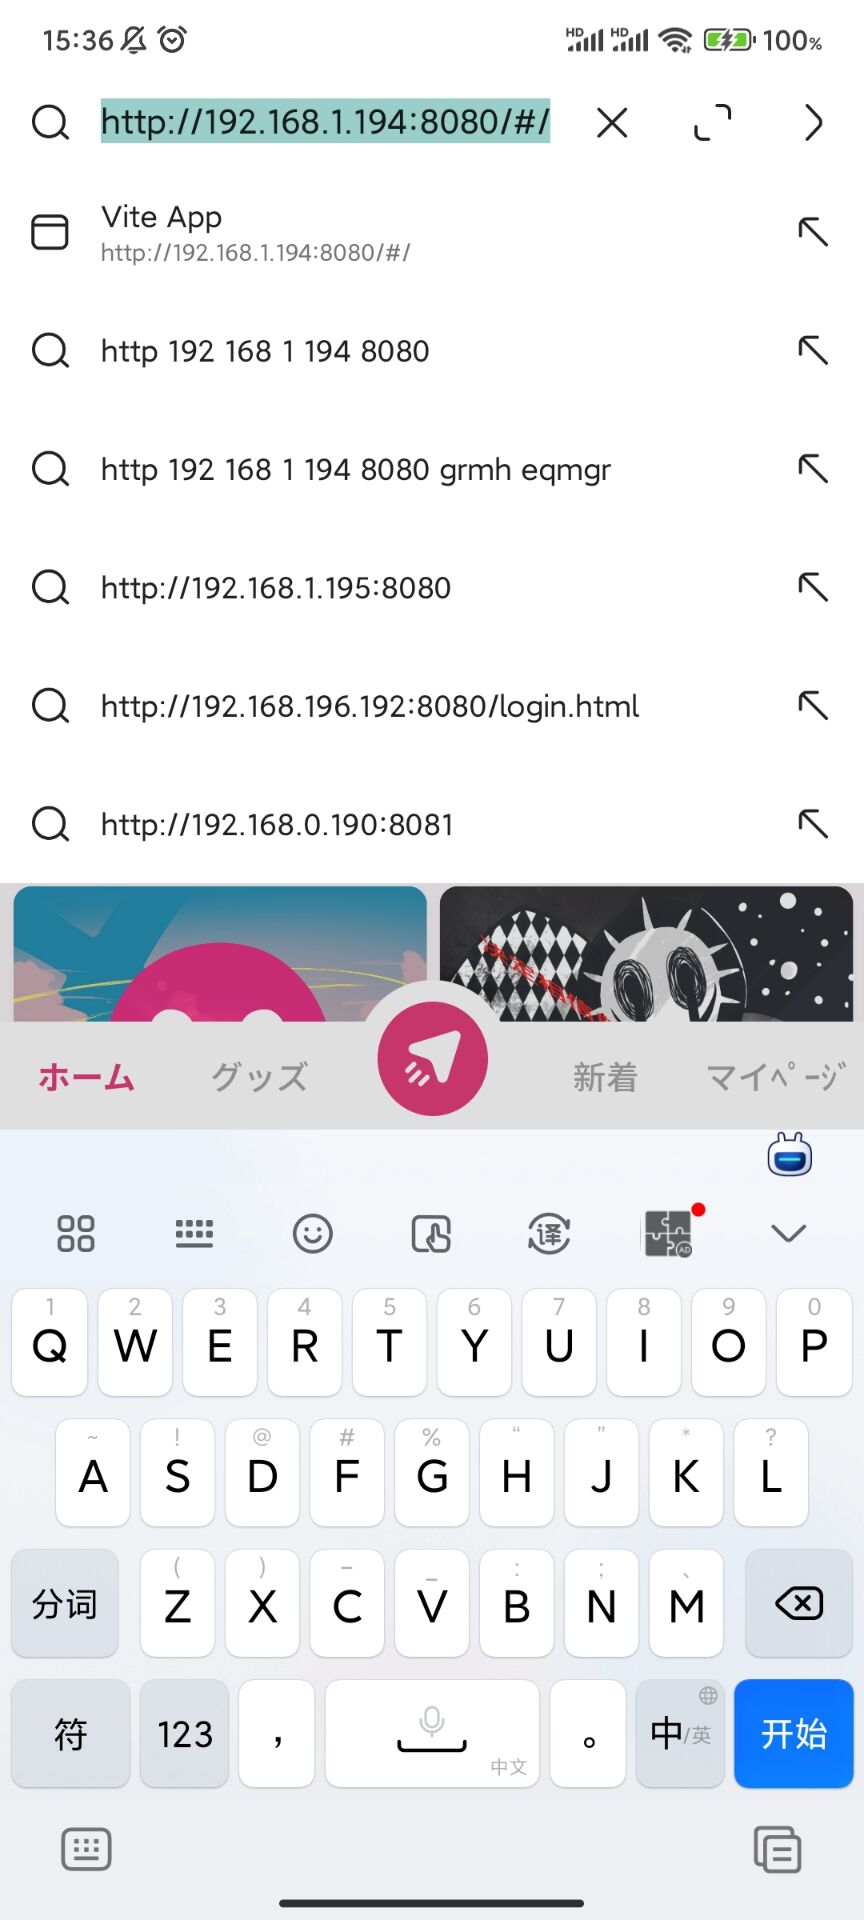 15:36 HD HD 100%
http://192.168.1.194:8080/#/
Vite App
http://192.168.1.194:8080/#/
http 192 168 1 194 8080
http 192 168 1 194 8080 grmh eqmgr
http://192.168.1.195:8080
http://192.168.196.192:8080/login.html
http://192.168.0.190:8081
ホーム グッズ 新着 マイページ
译 AD
1 2 3 4 5 6 7 8 9 0
Q W E R T Y U I O P
~ ! @ # % “ ” * ?
A S D F G H J K L
( ) – _ : ; 、
分词 Z X C V B N M
符 123 , 中文 。 中/英 开始